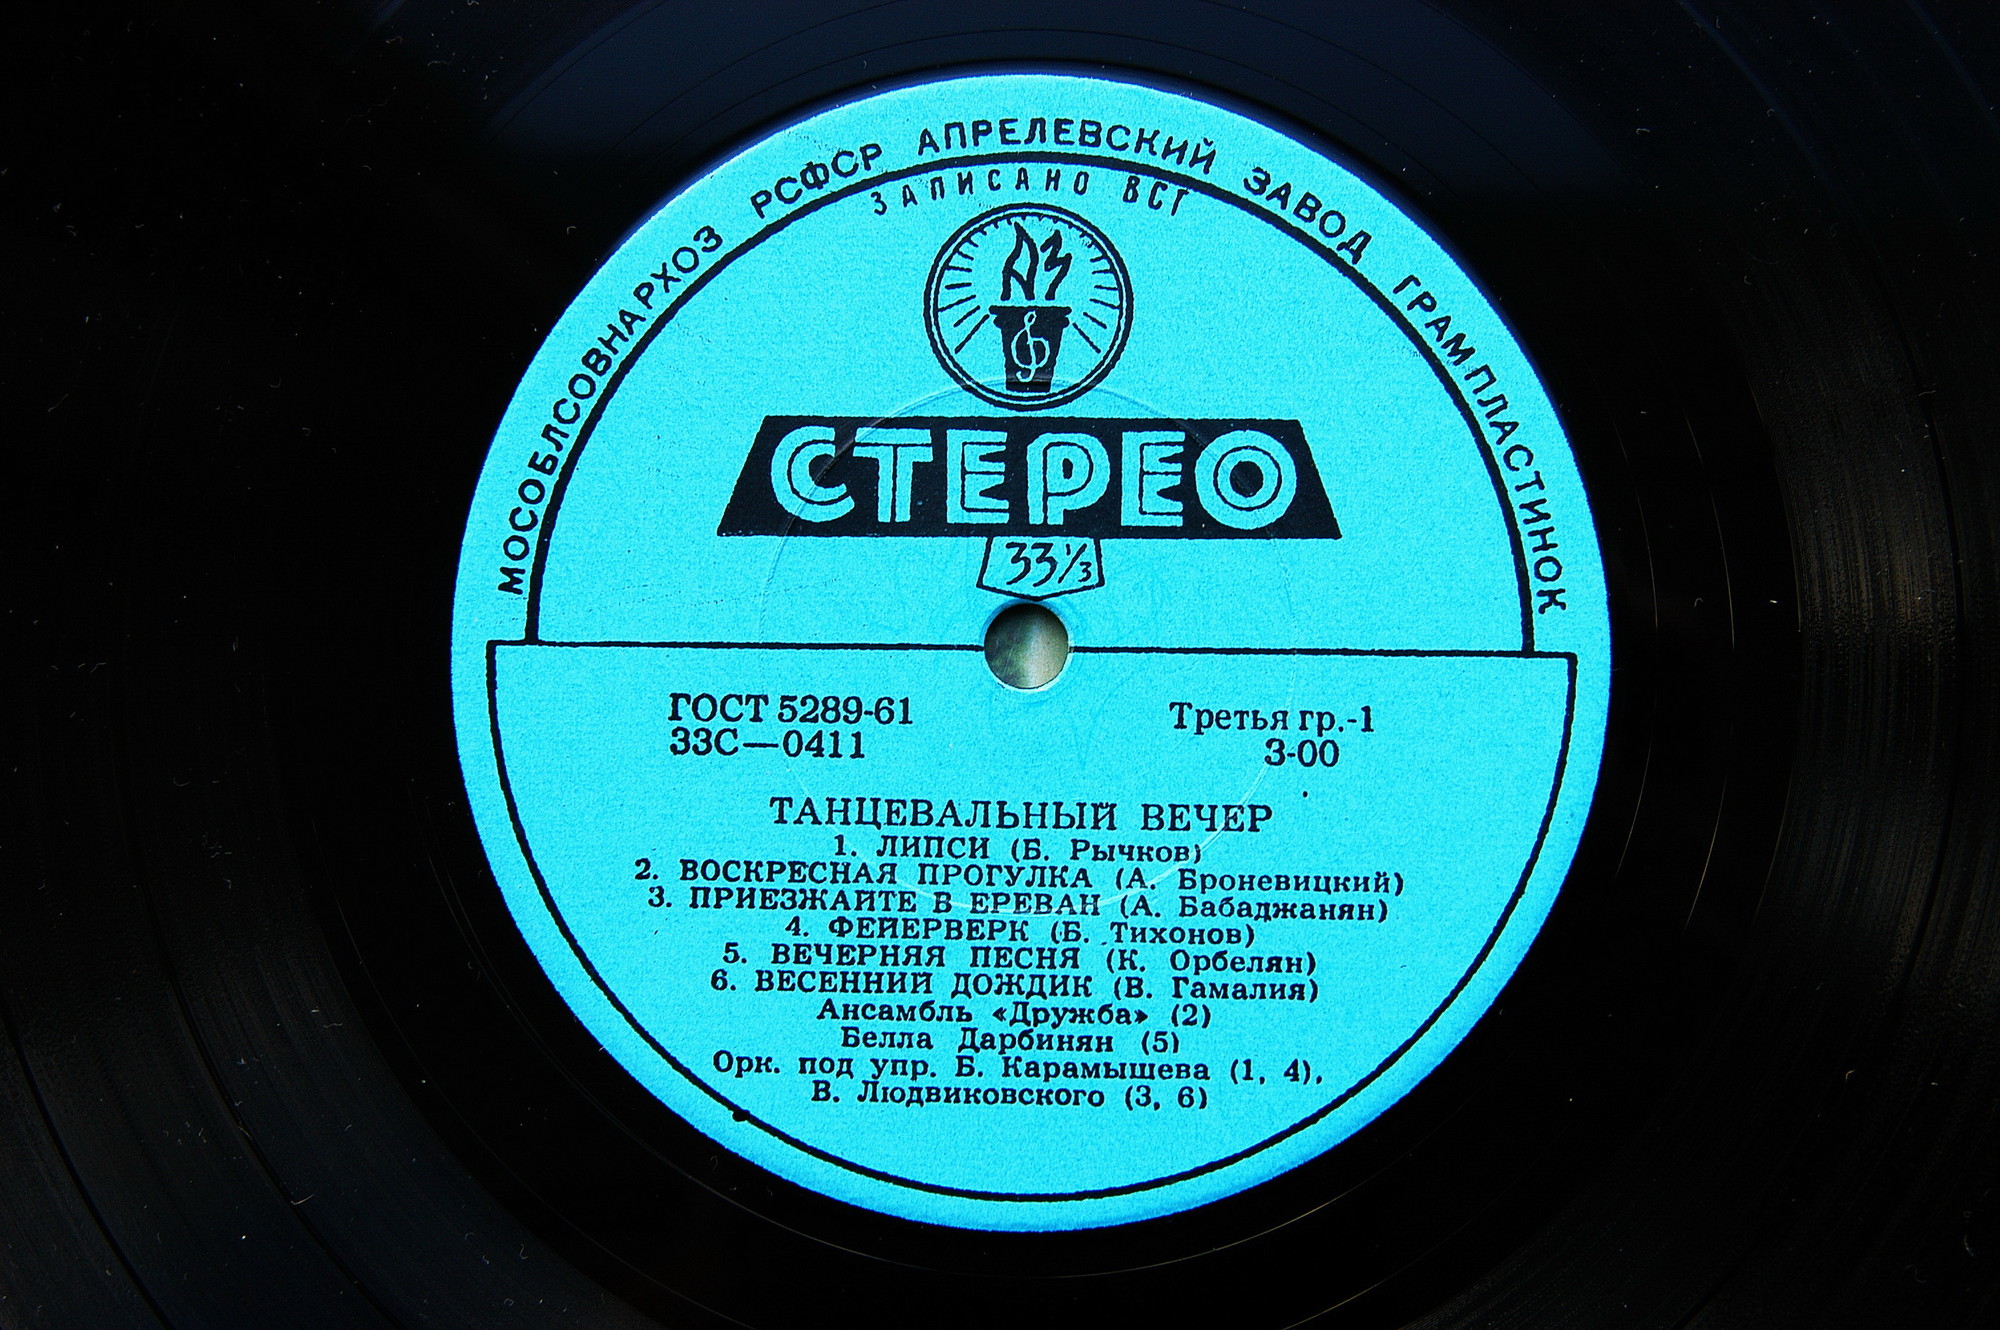 МОСОБЛСОВНАРХОЗ РСФСР АПРЕЛЕВСКИЙ ЗАВОД ГРАМПЛАСТИНОК
ЗАПИСАНО ВСГ
АЗ
СТЕРЕО
33⅓
ГОСТ 5289-61 Третья гр.-1
33С—0411 3-00
ТАНЦЕВАЛЬНЫЙ ВЕЧЕР
1. ЛИПСИ (Б. Рычков)
2. ВОСКРЕСНАЯ ПРОГУЛКА (А. Броневицкий)
3. ПРИЕЗЖАЙТЕ В ЕРЕВАН (А. Бабаджанян)
4. ФЕЙЕРВЕРК (Б. Тихонов)
5. ВЕЧЕРНЯЯ ПЕСНЯ (К. Орбелян)
6. ВЕСЕННИЙ ДОЖДИК (В. Гамалия)
Ансамбль «Дружба» (2)
Белла Дарбинян (5)
Орк. под упр. Б. Карамышева (1, 4),
В. Людвиковского (3, 6)